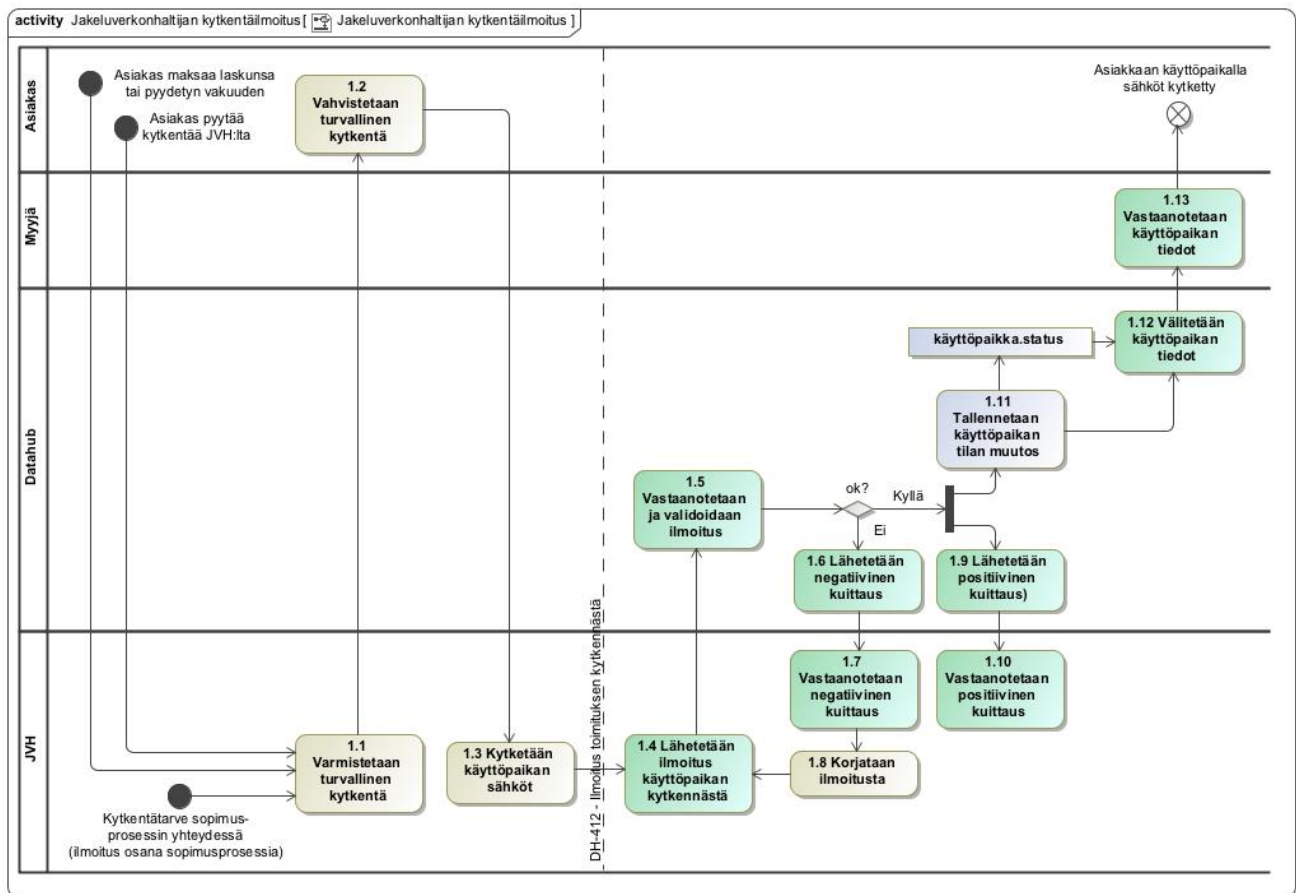 activity Jakeluverkonhaltijan kytkentäilmoitus [ Jakeluverkonhaltijan kytkentäilmoitus ]
Asiakas
Asiakas maksaa laskunsa
tai pyydetyn vakuuden
Asiakas pyytää
kytkentää JVH:lta
1.2
Vahvistetaan
turvallinen
kytkentä
Asiakkaan käyttöpaikalla
sähköt kytketty
Myyjä
1.13
Vastaanotetaan
käyttöpaikan
tiedot
Datahub
käyttöpaikka.status
1.12 Välitetään
käyttöpaikan
tiedot
1.11
Tallennetaan
käyttöpaikan
tilan muutos
1.5
Vastaanotetaan
ja validoidaan
ilmoitus
ok?
Kyllä
Ei
1.6 Lähetetään
negatiivinen
kuittaus
1.9 Lähetetään
positiivinen
kuittaus)
DH-412 - Ilmoitus toimituksen kytkennästä
JVH
1.7
Vastaanotetaan
negatiivinen
kuittaus
1.10
Vastaanotetaan
positiivinen
kuittaus
1.1
Varmistetaan
turvallinen
kytkentä
1.3 Kytketään
käyttöpaikan
sähköt
1.4 Lähetetään
ilmoitus
käyttöpaikan
kytkennästä
1.8 Korjataan
ilmoitusta
Kytkentätarve sopimus-
prosessin yhteydessä
(ilmoitus osana sopimusprosessia)